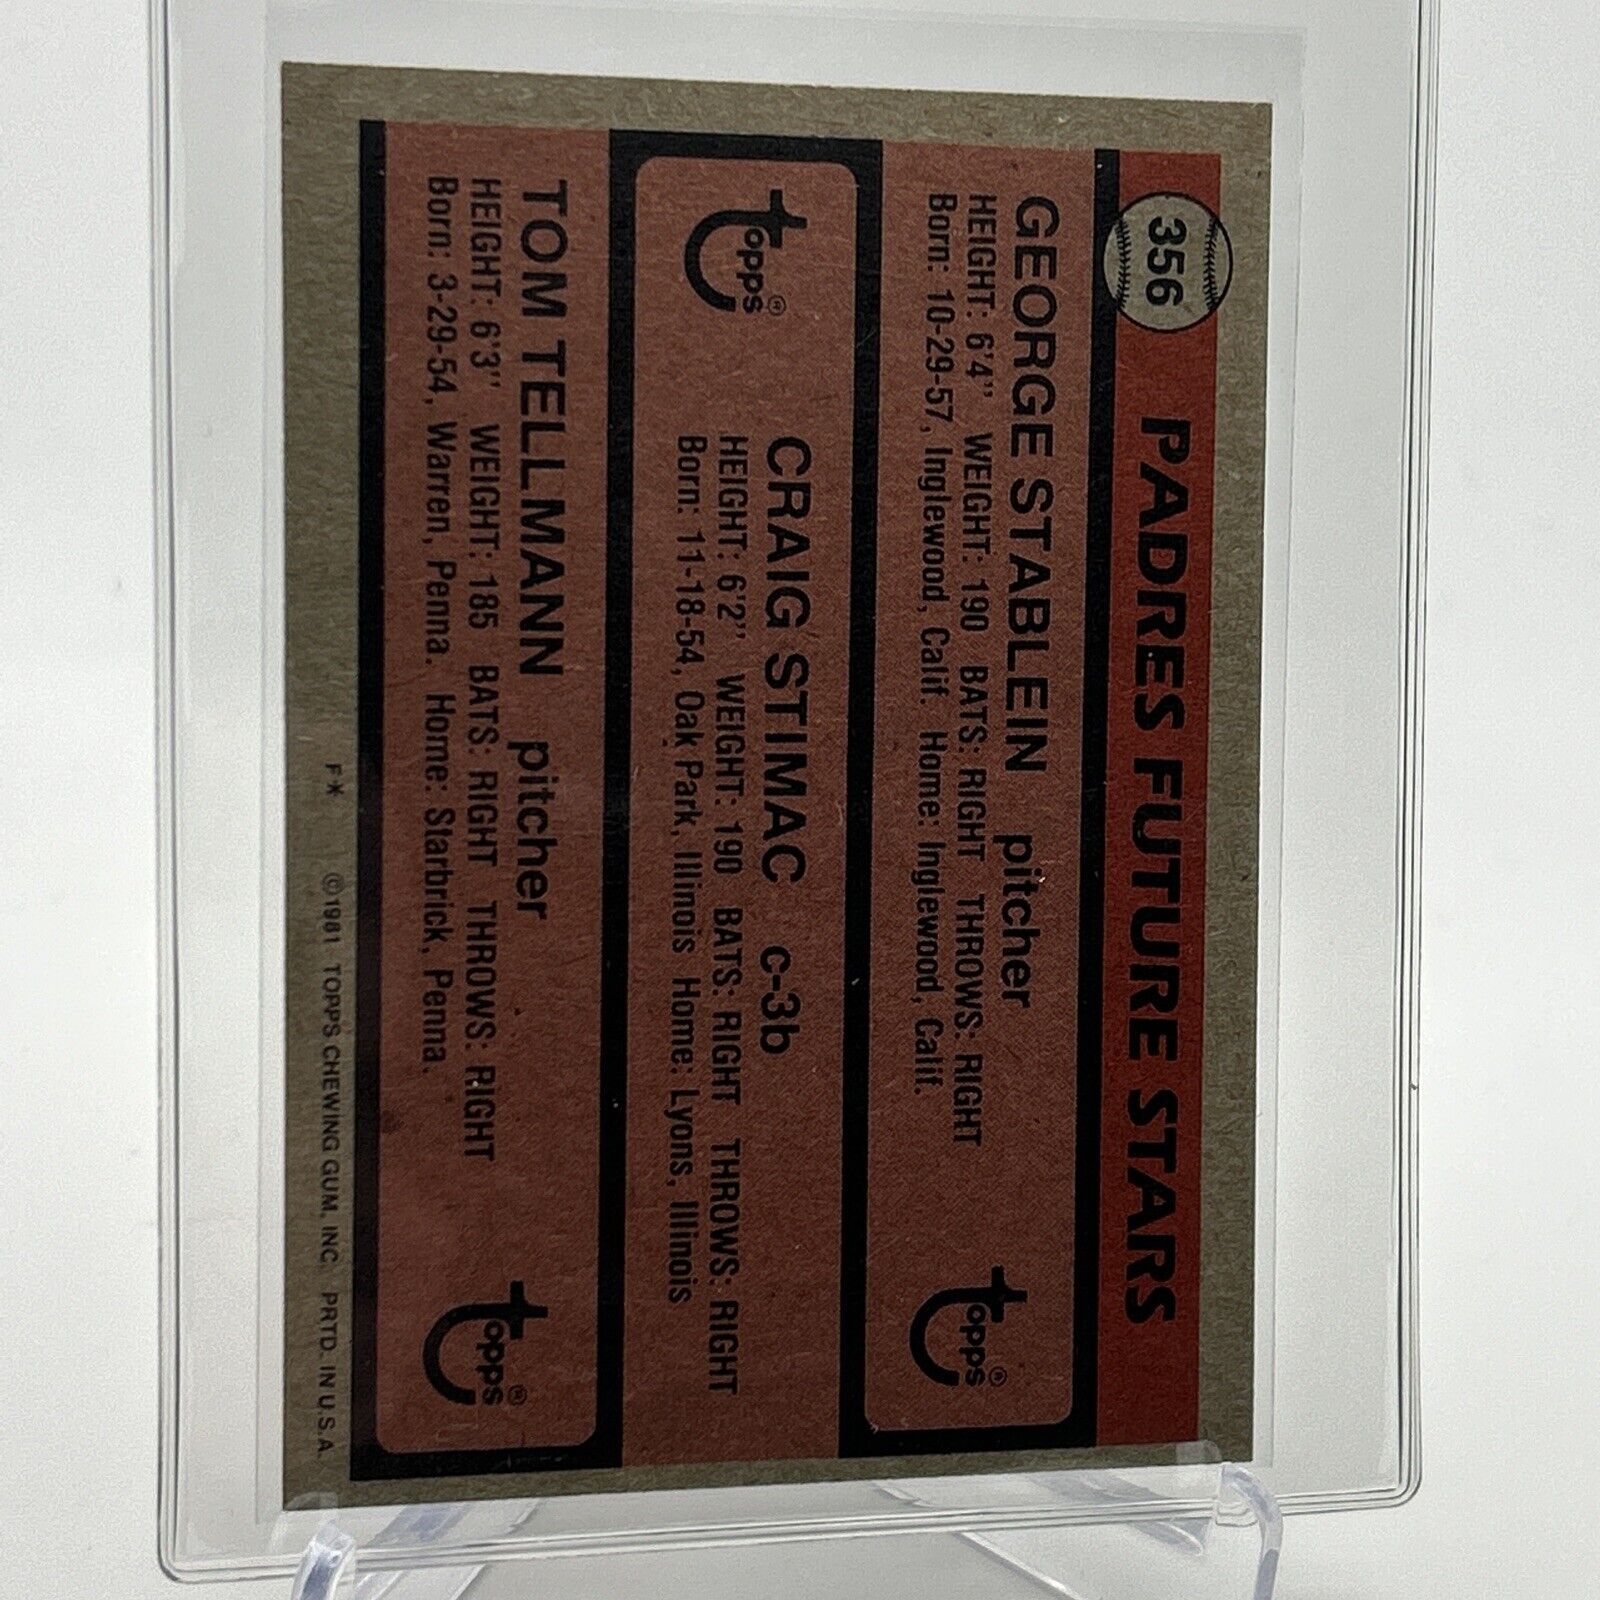 356
PADRES FUTURE STARS
GEORGE STABLEIN pitcher
HEIGHT: 6'4" WEIGHT: 190 BATS: RIGHT THROWS: RIGHT
Born: 10-29-57, Inglewood, Calif. Home: Inglewood, Calif.
topps®
topps®
CRAIG STIMAC c-3b
HEIGHT: 6'2" WEIGHT: 190 BATS: RIGHT THROWS: RIGHT
Born: 11-18-54, Oak Park, Illinois Home: Lyons, Illinois
TOM TELLMANN pitcher
HEIGHT: 6'3" WEIGHT: 185 BATS: RIGHT THROWS: RIGHT
Born: 3-29-54, Warren, Penna. Home: Starbrick, Penna.
topps®
F* ©1981 TOPPS CHEWING GUM, INC. PRTD. IN U.S.A.